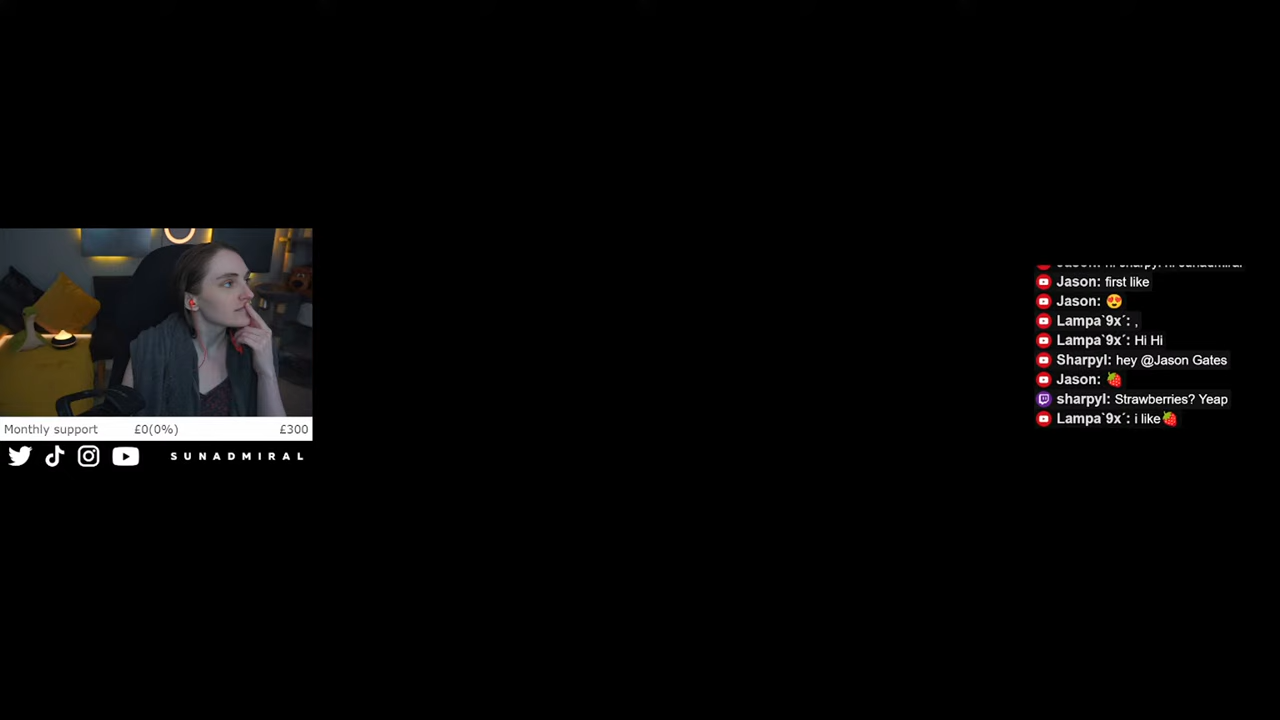 Jason: first like
Jason: 😍
Lampa`9x´: ,
Lampa`9x´: Hi Hi
Sharpyl: hey @Jason Gates
Jason: 🍓
sharpyl: Strawberries? Yeap
Lampa`9x´: i like🍓
Monthly support £0(0%) £300
SUNADMIRAL